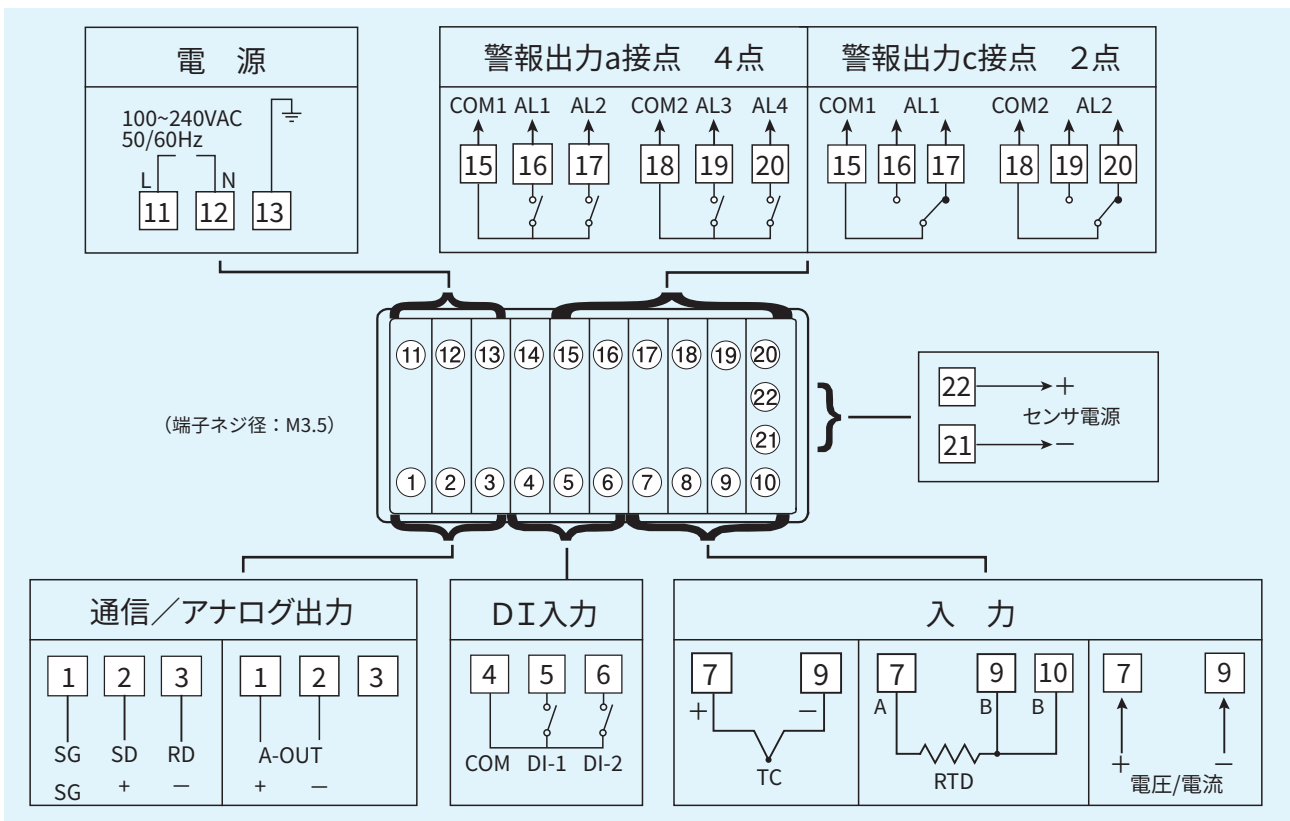 電 源
100~240VAC
50/60Hz
L N
11 12 13
警報出力a接点 4点
COM1 AL1 AL2 COM2 AL3 AL4
15 16 17 18 19 20
警報出力c接点 2点
COM1 AL1 COM2 AL2
15 16 17 18 19 20
11 12 13 14 15 16 17 18 19 20
22
21
1 2 3 4 5 6 7 8 9 10
(端子ネジ径:M3.5)
22 +
センサ電源
21 −
通信/アナログ出力
1 2 3
SG SD RD
SG + −
1 2 3
A-OUT
+ −
DI入力
4 5 6
COM DI-1 DI-2
入 力
7 9
+ −
TC
7 9 10
A B B
RTD
7 9
+ −
電圧/電流